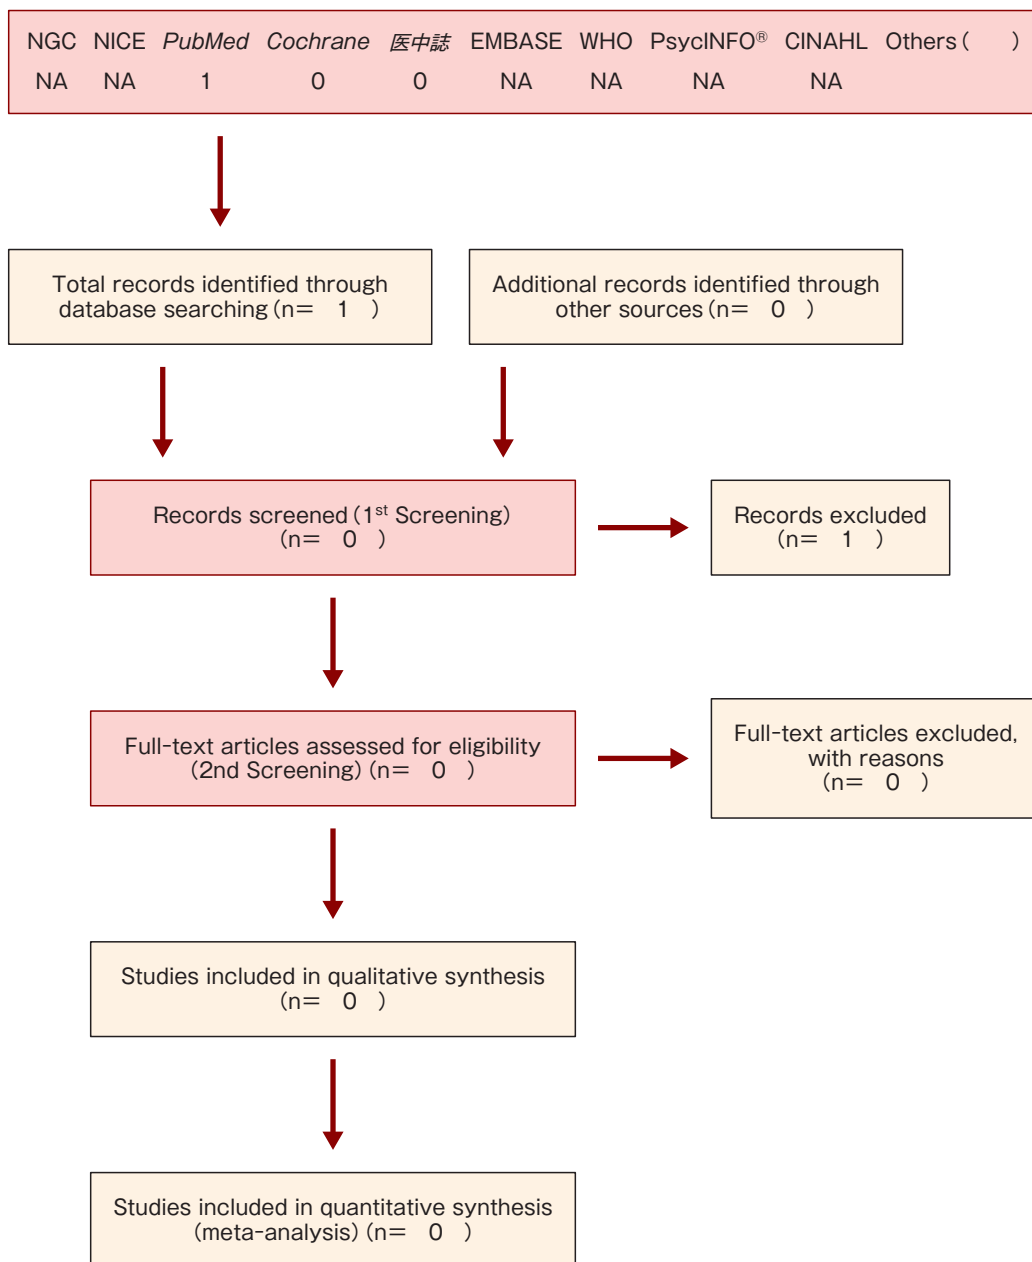 NGC NICE PubMed Cochrane 医中誌 EMBASE WHO PsycINFO® CINAHL Others (　　)
NA NA 1 0 0 NA NA NA NA
Total records identified through
database searching (n= 1 )
Additional records identified through
other sources (n= 0 )
Records screened (1st Screening)
(n= 0 )
Records excluded
(n= 1 )
Full-text articles assessed for eligibility
(2nd Screening) (n= 0 )
Full-text articles excluded,
with reasons
(n= 0 )
Studies included in qualitative synthesis
(n= 0 )
Studies included in quantitative synthesis
(meta-analysis) (n= 0 )